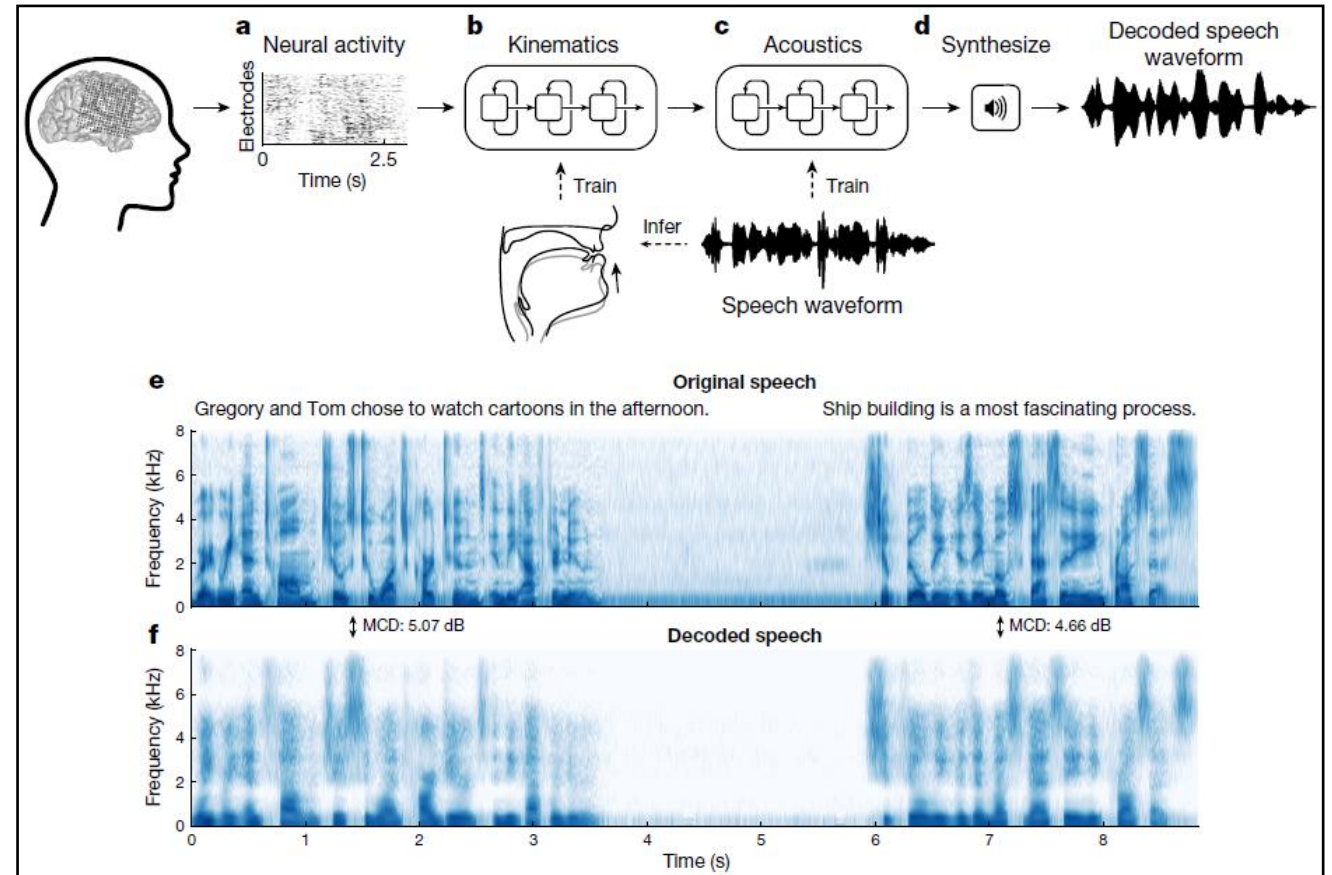 a
Neural activity
Electrodes
0
2.5
Time (s)
b
Kinematics
Train
c
Acoustics
Train
Infer
Speech waveform
d
Synthesize
Decoded speech
waveform
e
Original speech
Gregory and Tom chose to watch cartoons in the afternoon.
Ship building is a most fascinating process.
Frequency (kHz)
8
6
4
2
0
MCD: 5.07 dB
MCD: 4.66 dB
f
Decoded speech
Frequency (kHz)
8
6
4
2
0
0 1 2 3 4 5 6 7 8
Time (s)